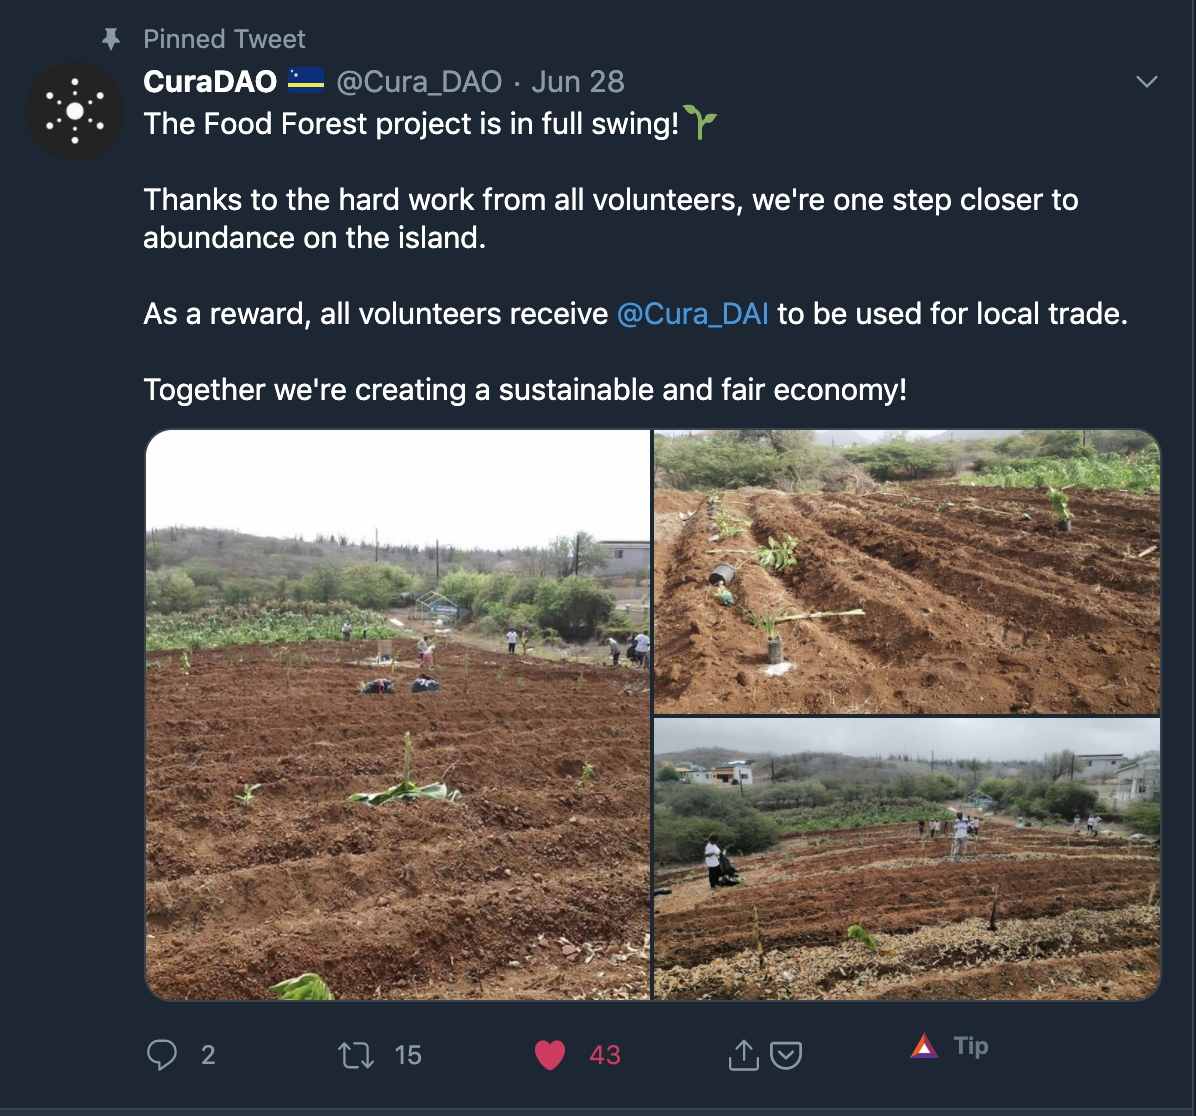 Pinned Tweet
CuraDAO 🇨🇼 @Cura_DAO · Jun 28
The Food Forest project is in full swing!🌱
Thanks to the hard work from all volunteers, we're one step closer to
abundance on the island.
As a reward, all volunteers receive @Cura_DAI to be used for local trade.
Together we're creating a sustainable and fair economy!
2 15 43 Tip